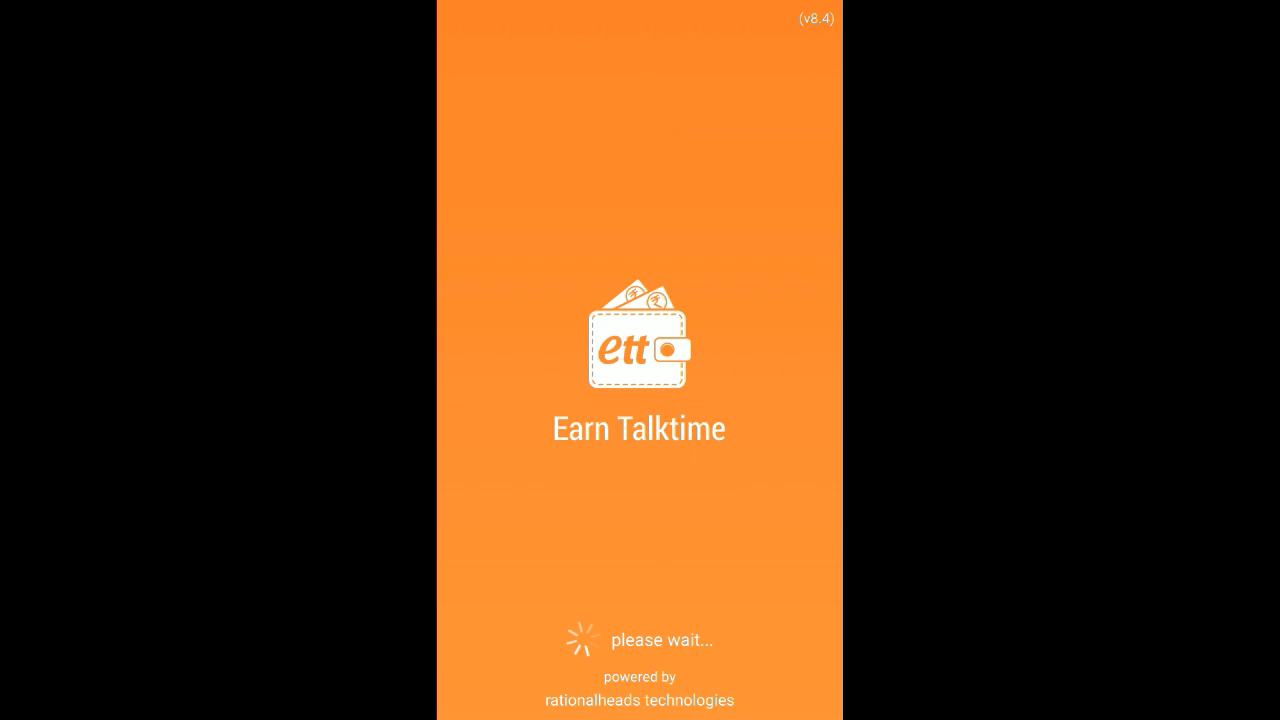 (v8.4)
ett
Earn Talktime
please wait...
powered by
rationalheads technologies